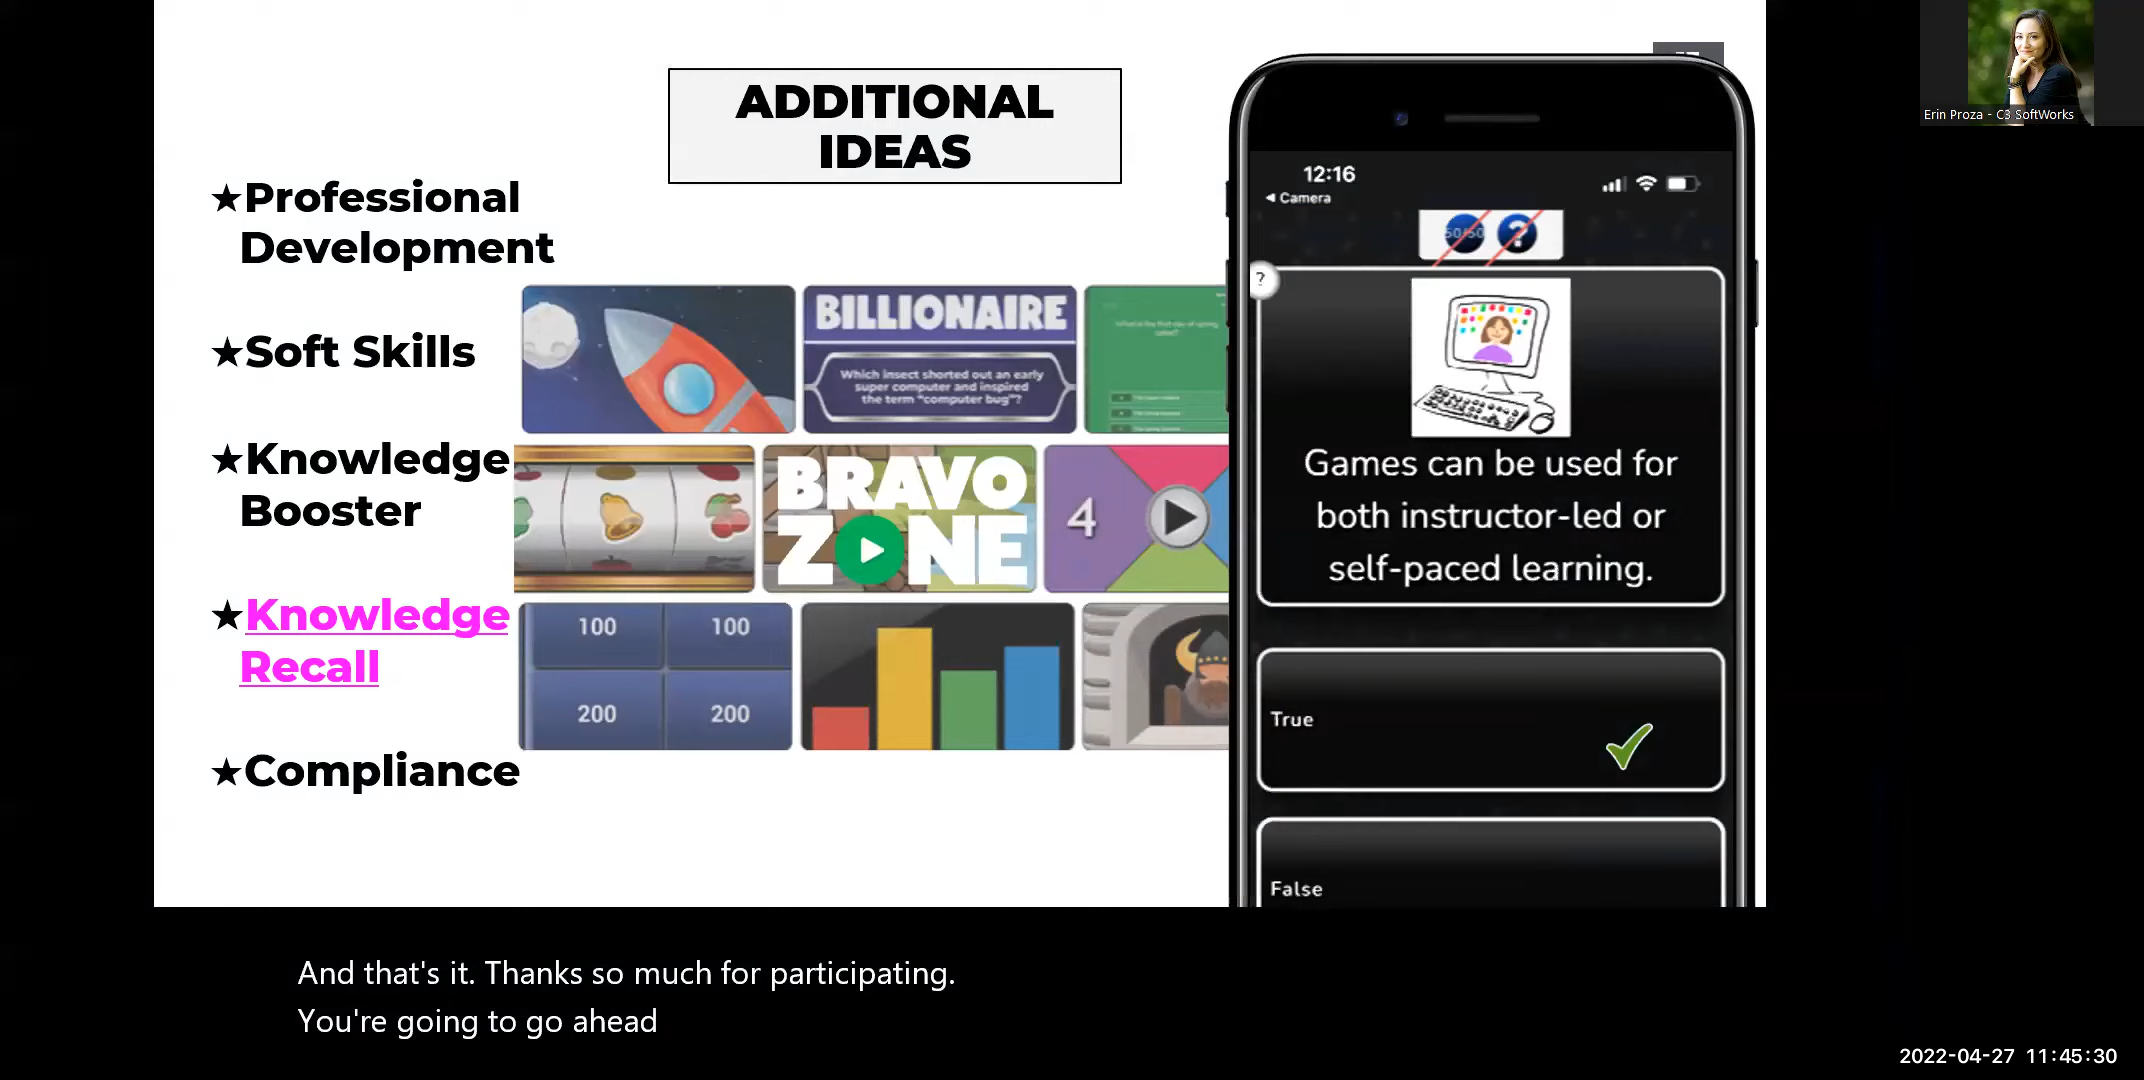 ADDITIONAL
IDEAS
★Professional
Development
★Soft Skills
★Knowledge
Booster
★Knowledge
Recall
★Compliance
BILLIONAIRE
Which insect shorted out an early
super computer and inspired
the term "computer bug"?
BRAVO
ZONE
4
100 100
200 200
12:16
◄ Camera
50/50 ?
?
Games can be used for
both instructor-led or
self-paced learning.
True
False
Erin Proza - C3 SoftWorks
And that's it. Thanks so much for participating.
You're going to go ahead
2022-04-27 11:45:30